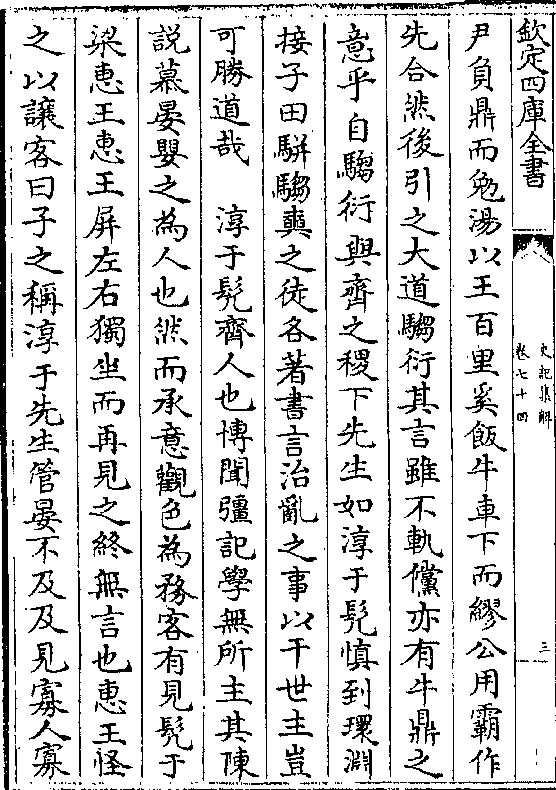 欽定四庫全書
史記集解
卷七十四
三
尹負鼎而勉湯以王百里奚飯牛車下而繆公用霸作
先合然後引之大道騶衍其言雖不軌儻亦有牛鼎之
意乎自騶衍與齊之稷下先生如淳于髡慎到環淵
接子田駢騶奭之徒各著書言治亂之事以干世主豈
可勝道哉 淳于髡齊人也博聞彊記學無所主其陳
説慕晏嬰之為人也然而承意觀色為務客有見髡于
梁惠王惠王屏左右獨坐而再見之終無言也惠王怪
之以讓客曰子之稱淳于先生管晏不及及見寡人寡